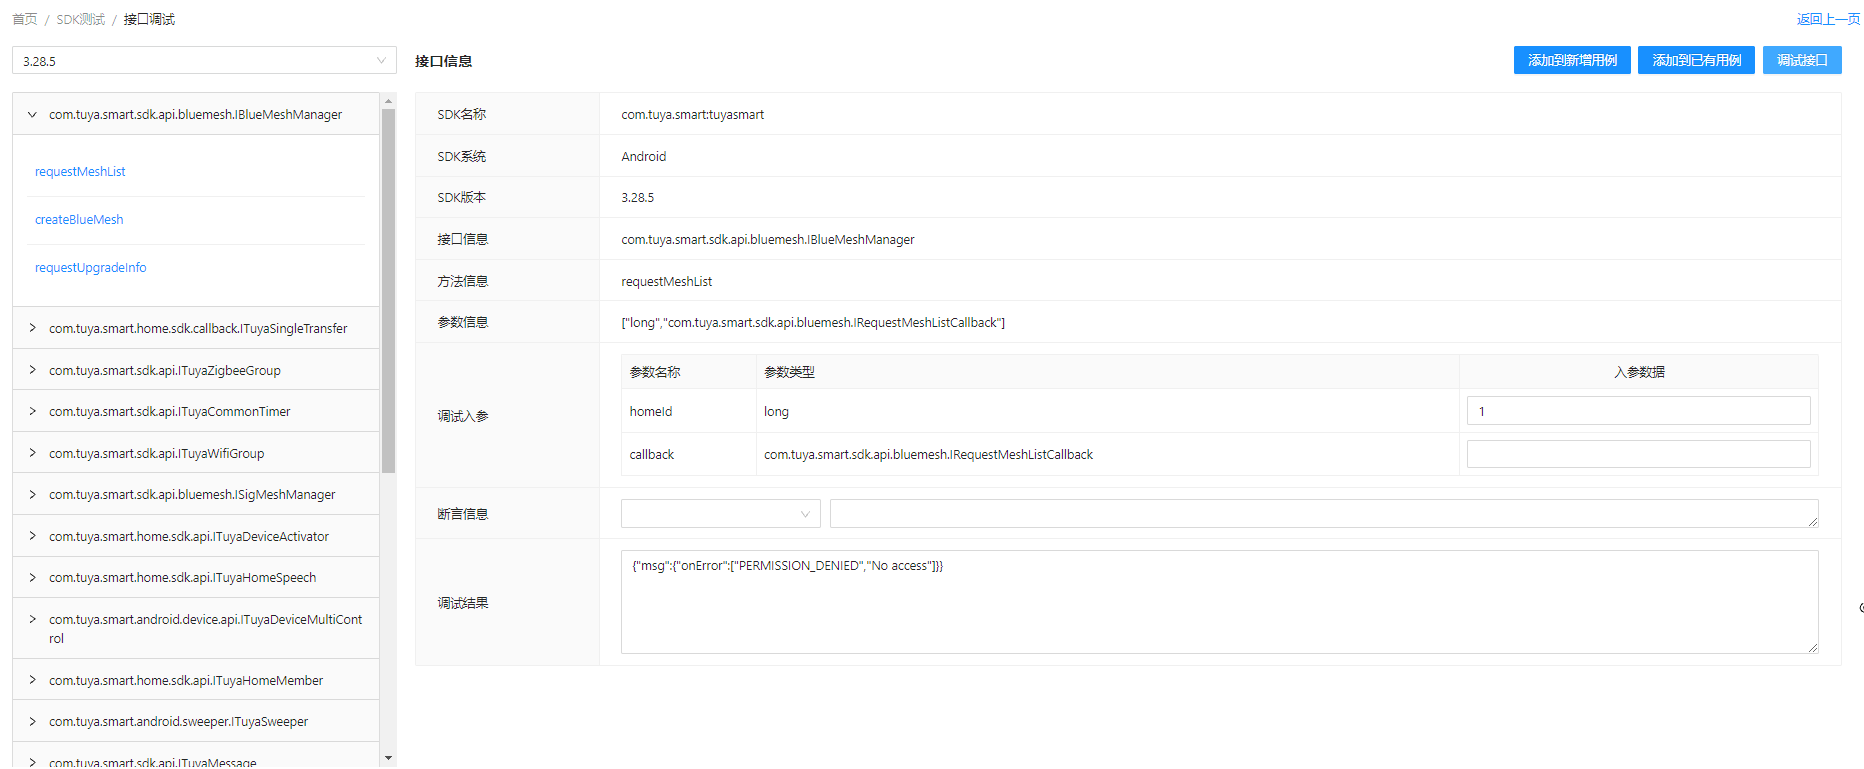 首页 / SDK测试 / 接口调试
返回上一页
3.28.5
接口信息
添加到新增用例
添加到已有用例
调试接口
com.tuya.smart.sdk.api.bluemesh.IBlueMeshManager
requestMeshList
createBlueMesh
requestUpgradeInfo
com.tuya.smart.home.sdk.callback.ITuyaSingleTransfer
com.tuya.smart.sdk.api.ITuyaZigbeeGroup
com.tuya.smart.sdk.api.ITuyaCommonTimer
com.tuya.smart.sdk.api.ITuyaWifiGroup
com.tuya.smart.sdk.api.bluemesh.ISigMeshManager
com.tuya.smart.home.sdk.api.ITuyaDeviceActivator
com.tuya.smart.home.sdk.api.ITuyaHomeSpeech
com.tuya.smart.android.device.api.ITuyaDeviceMultiCont
rol
com.tuya.smart.home.sdk.api.ITuyaHomeMember
com.tuya.smart.android.sweeper.ITuyaSweeper
com.tuya.smart.sdk.api.ITuyaMessage
SDK名称
com.tuya.smart:tuyasmart
SDK系统
Android
SDK版本
3.28.5
接口信息
com.tuya.smart.sdk.api.bluemesh.IBlueMeshManager
方法信息
requestMeshList
参数信息
["long","com.tuya.smart.sdk.api.bluemesh.IRequestMeshListCallback"]
调试入参
参数名称 参数类型 入参数据
homeId long 1
callback com.tuya.smart.sdk.api.bluemesh.IRequestMeshListCallback
断言信息
调试结果
{"msg":{"onError":["PERMISSION_DENIED","No access"]}}